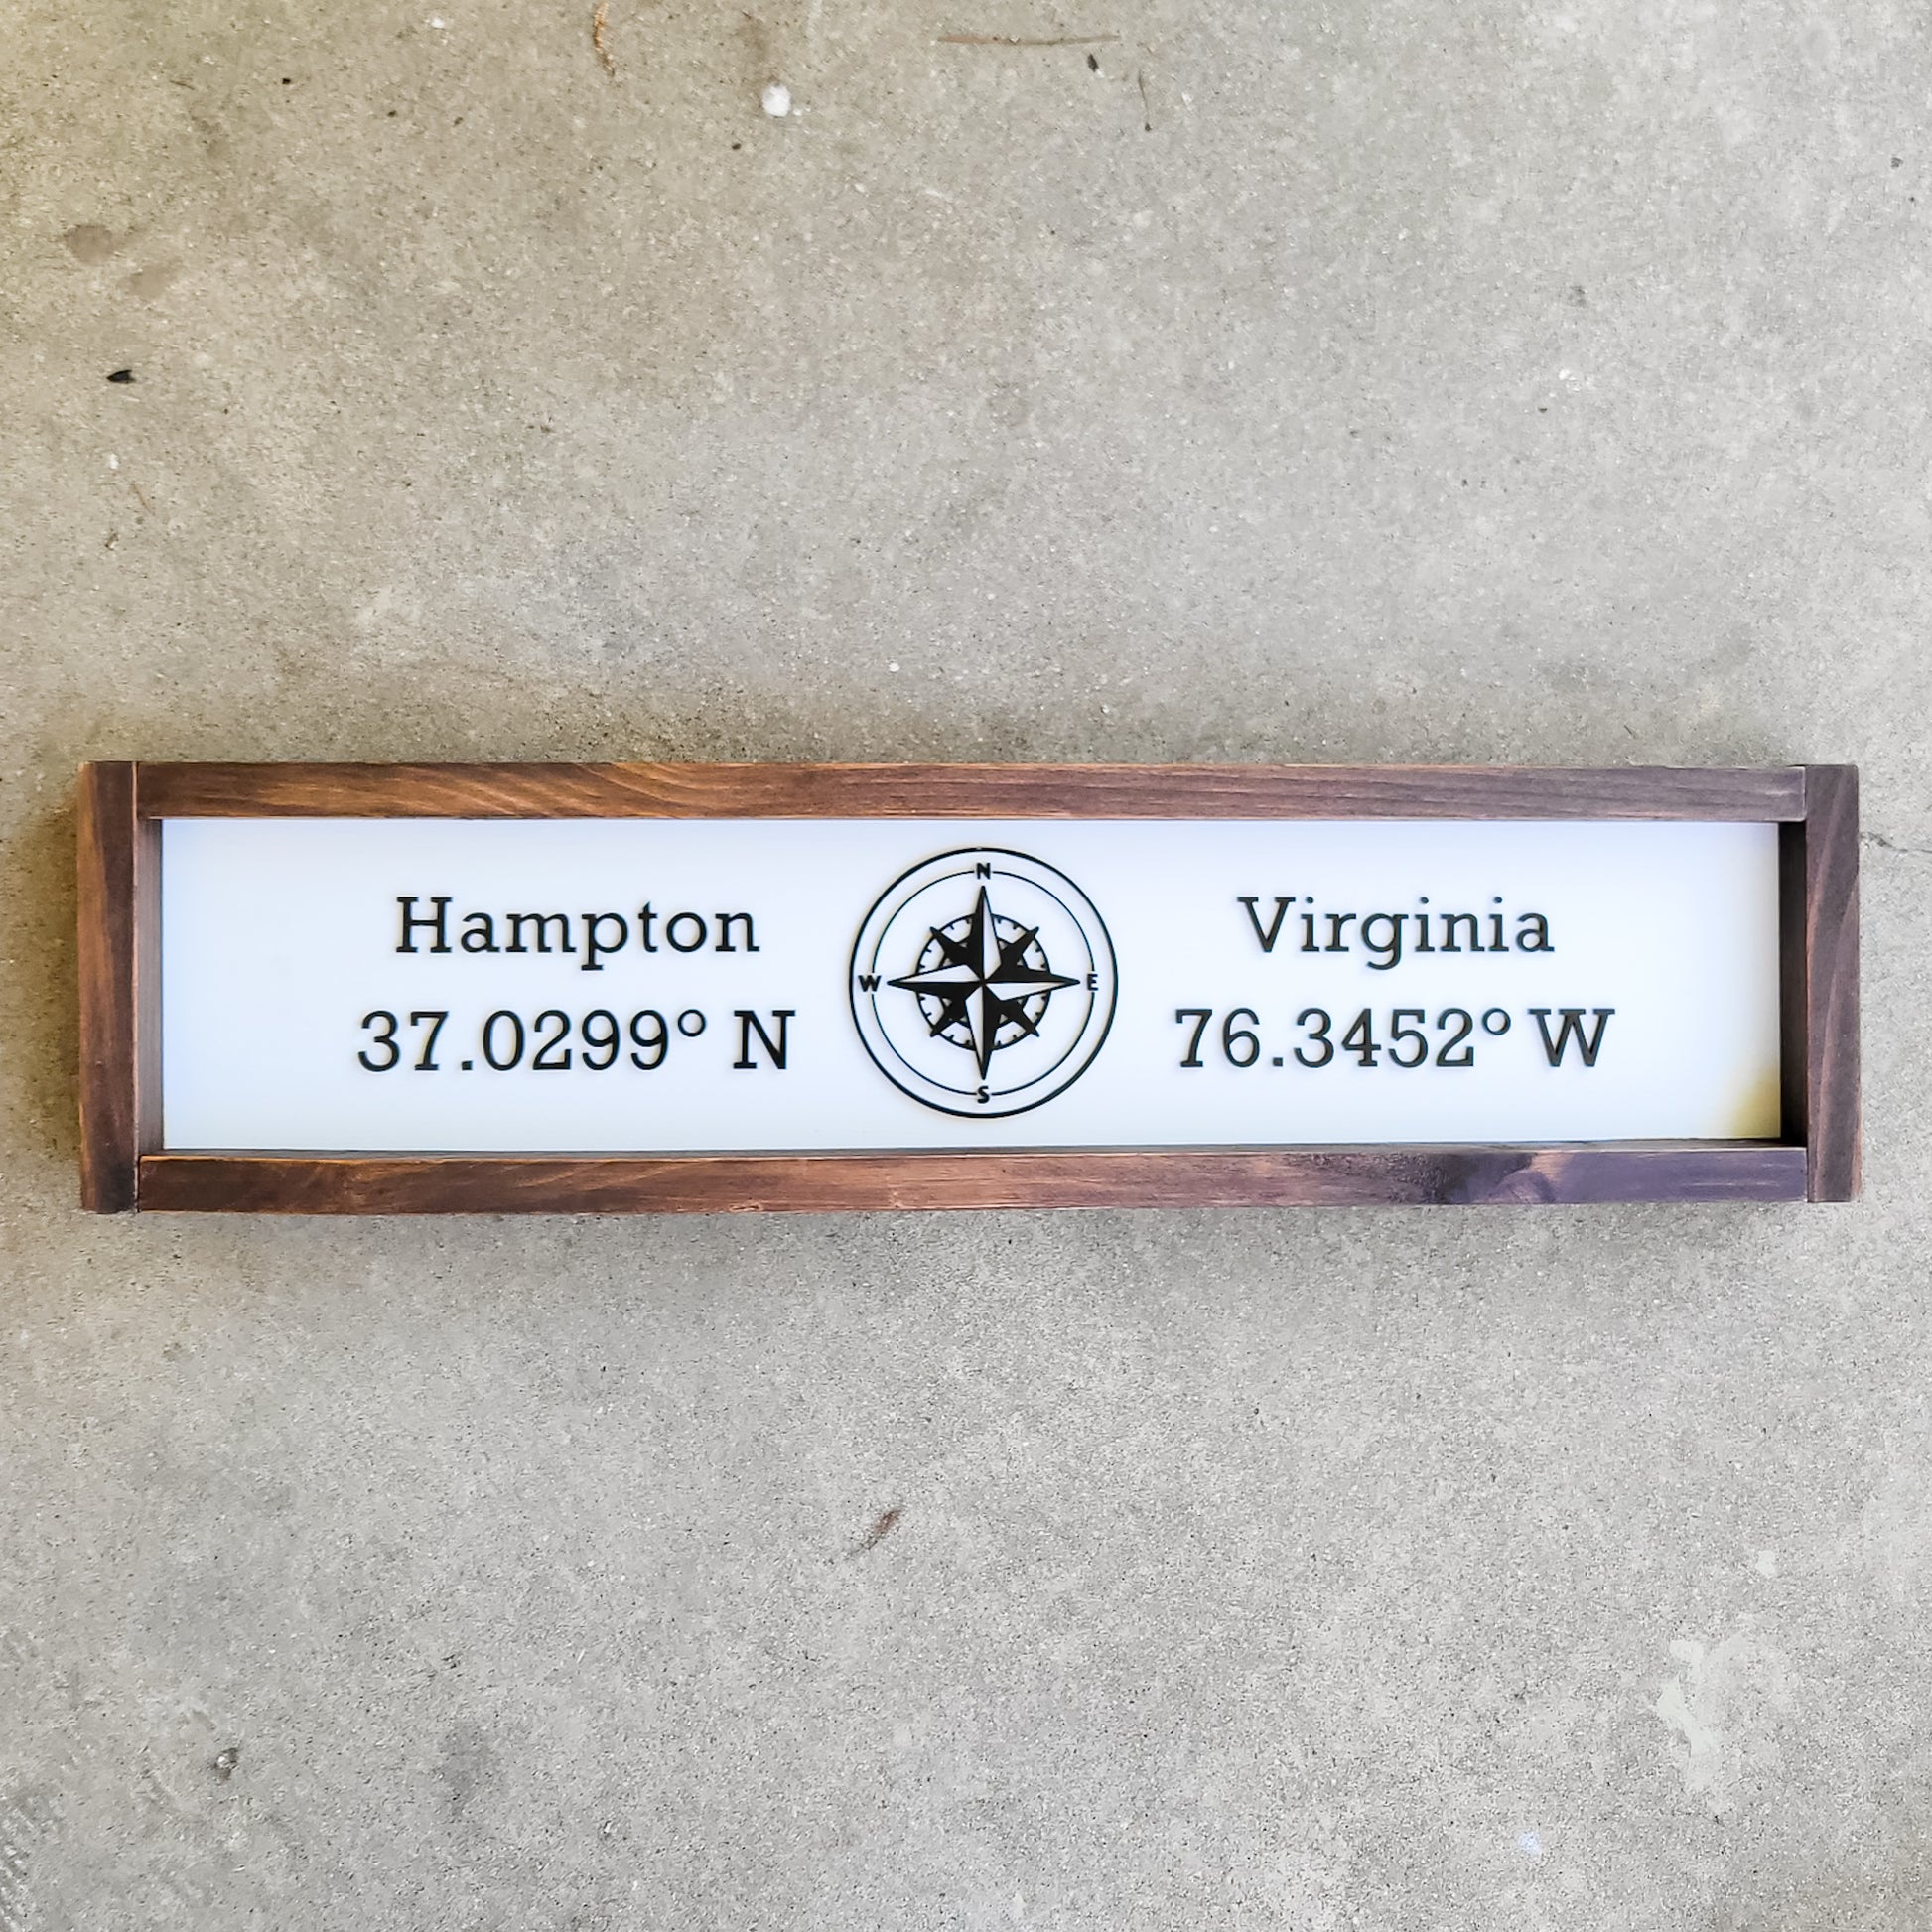 Hampton
37.0299° N
N
W
E
S
Virginia
76.3452° W